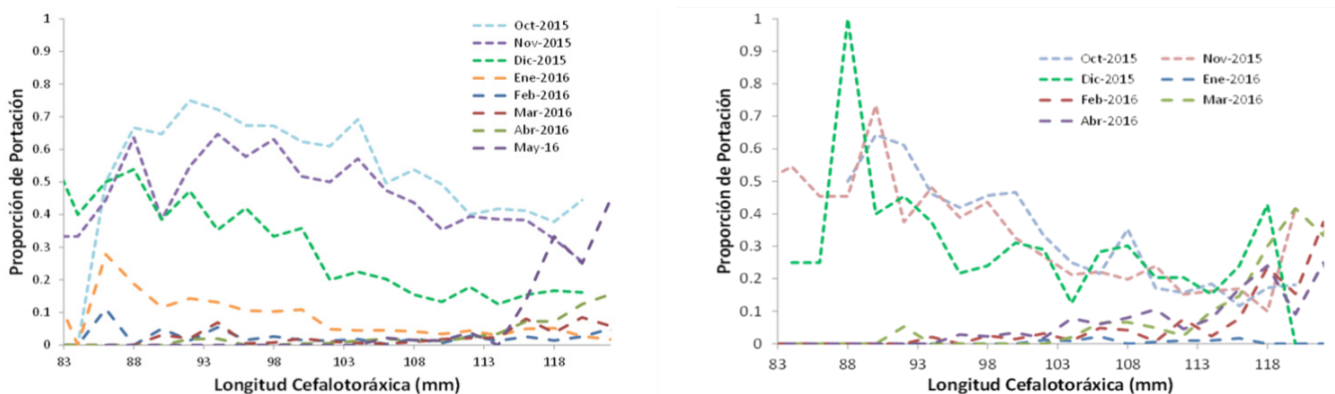 Proporción de Portación
1
0.9
0.8
0.7
0.6
0.5
0.4
0.3
0.2
0.1
0
83 88 93 98 103 108 113 118
Longitud Cefalotoráxica (mm)
Oct-2015
Nov-2015
Dic-2015
Ene-2016
Feb-2016
Mar-2016
Abr-2016
May-16
Proporción de Portación
1
0.9
0.8
0.7
0.6
0.5
0.4
0.3
0.2
0.1
0
83 88 93 98 103 108 113 118
Longitud Cefalotoráxica (mm)
Oct-2015 Nov-2015
Dic-2015 Ene-2016
Feb-2016 Mar-2016
Abr-2016